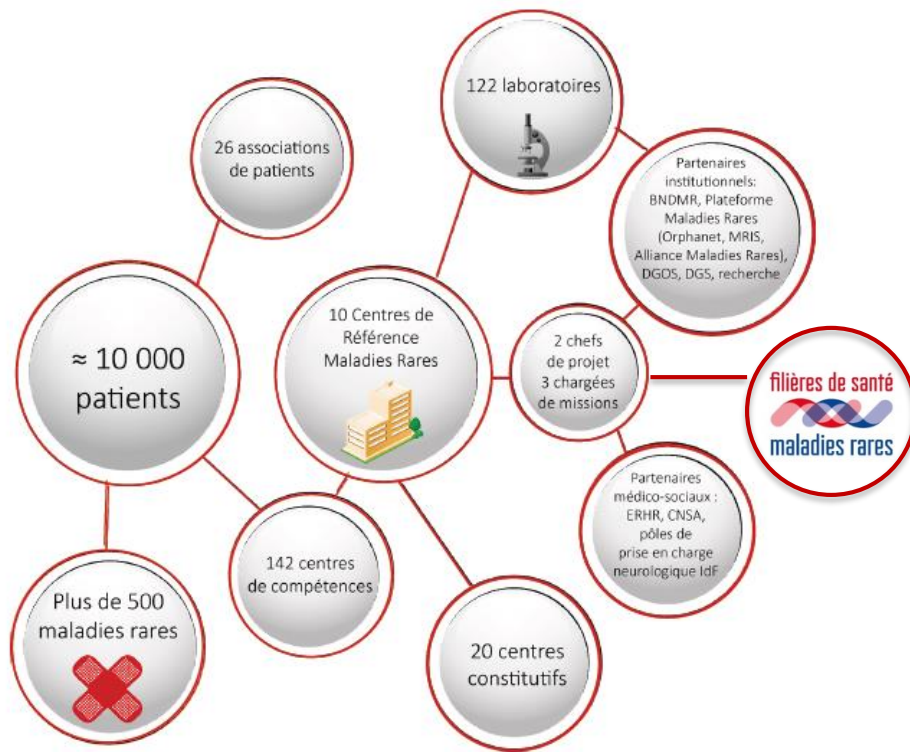 122 laboratoires
26 associations
de patients
Partenaires
institutionnels:
BNDMR, Plateforme
Maladies Rares
(Orphanet, MRIS,
Alliance Maladies Rares),
DGOS, DGS, recherche
10 Centres de
Référence
Maladies Rares
2 chefs
de projet
3 chargées
de missions
≈ 10 000
patients
filières de santé
maladies rares
Partenaires
médico-sociaux :
ERHR, CNSA,
pôles de
prise en charge
neurologique IdF
142 centres
de compétences
Plus de 500
maladies rares
20 centres
constitutifs